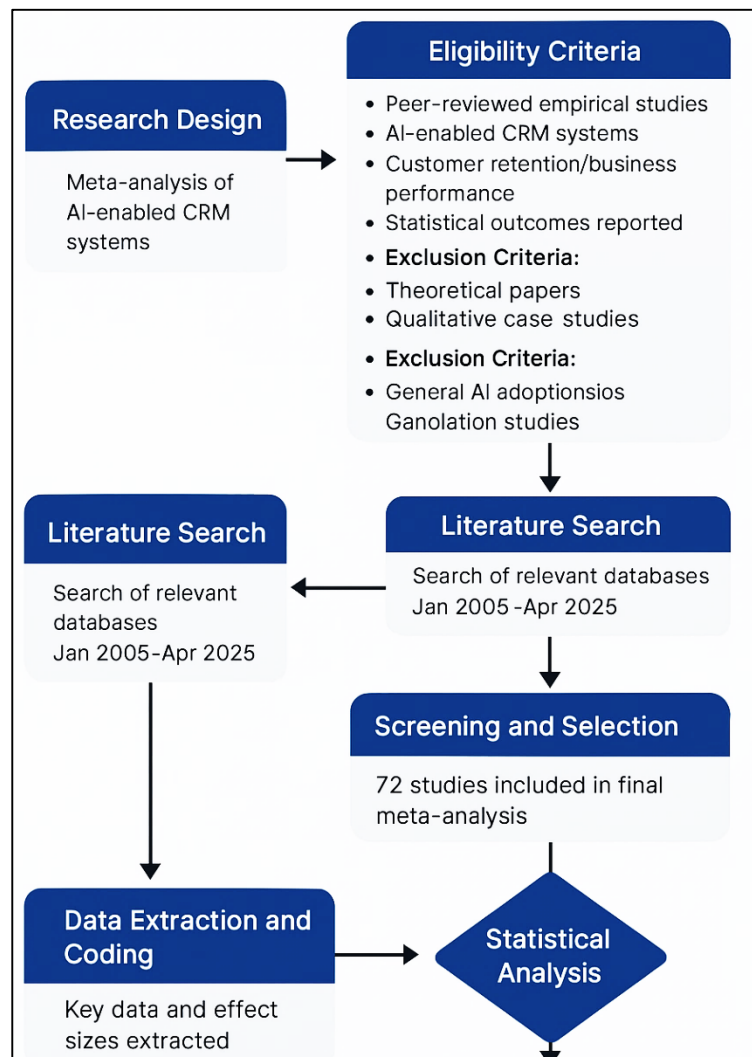 Research Design
Meta-analysis of
AI-enabled CRM
systems
Eligibility Criteria
• Peer-reviewed empirical studies
• AI-enabled CRM systems
• Customer retention/business
performance
• Statistical outcomes reported
• Exclusion Criteria:
• Theoretical papers
• Qualitative case studies
• Exclusion Criteria:
• General AI adoptionsios
Ganolation studies
Literature Search
Search of relevant
databases
Jan 2005-Apr 2025
Literature Search
Search of relevant databases
Jan 2005 -Apr 2025
Screening and Selection
72 studies included in final
meta-analysis
Data Extraction and
Coding
Key data and effect
sizes extracted
Statistical
Analysis